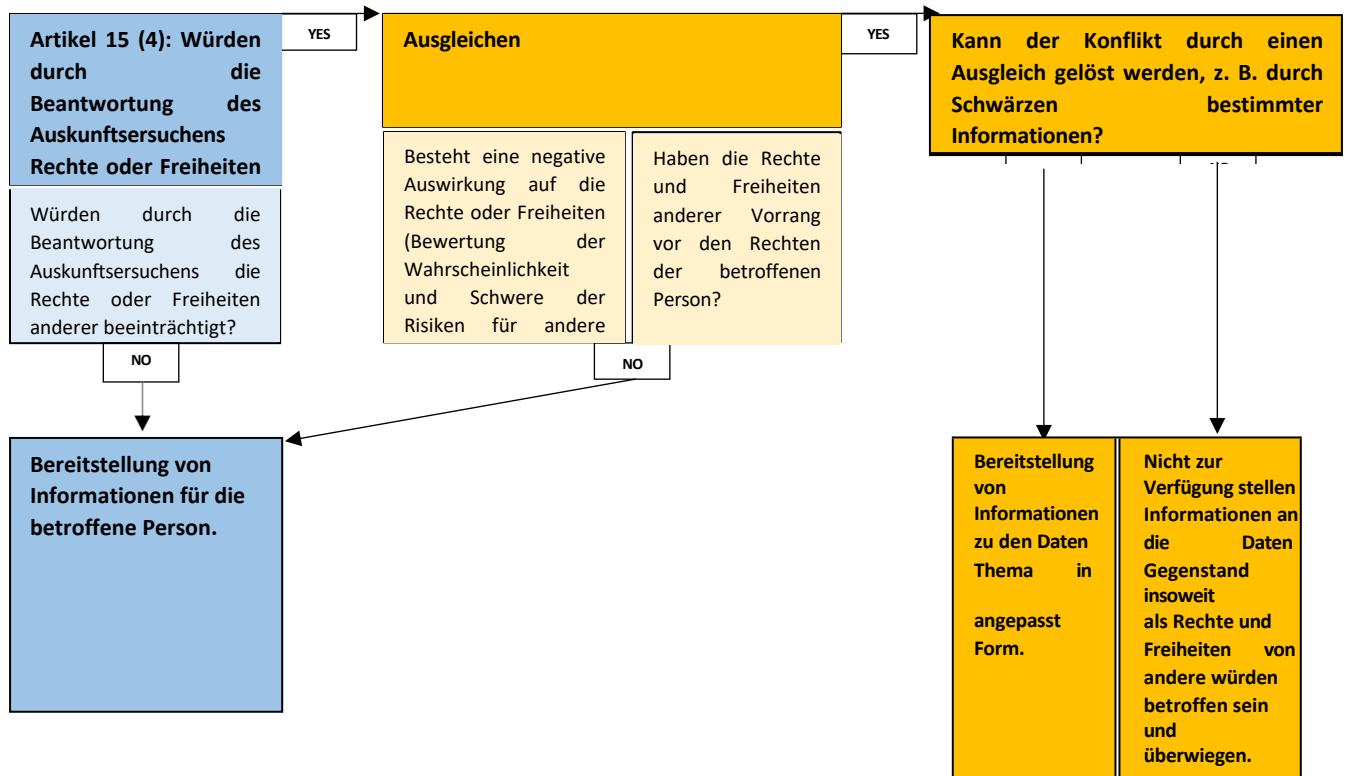 Artikel 15 (4): Würden
durch die
Beantwortung des
Auskunftsersuchens
Rechte oder Freiheiten
YES
Würden durch die
Beantwortung des
Auskunftsersuchens die
Rechte oder Freiheiten
anderer beeinträchtigt?
NO
Bereitstellung von
Informationen für die
betroffene Person.
Ausgleichen
YES
Besteht eine negative
Auswirkung auf die
Rechte oder Freiheiten
(Bewertung der
Wahrscheinlichkeit
und Schwere der
Risiken für andere
Haben die Rechte
und Freiheiten
anderer Vorrang
vor den Rechten
der betroffenen
Person?
NO
Kann der Konflikt durch einen
Ausgleich gelöst werden, z. B. durch
Schwärzen bestimmter
Informationen?
Bereitstellung
von
Informationen
zu den Daten
Thema in
angepasst
Form.
Nicht zur
Verfügung stellen
Informationen an
die Daten
Gegenstand
insoweit
als Rechte und
Freiheiten von
andere würden
betroffen sein
und
überwiegen.